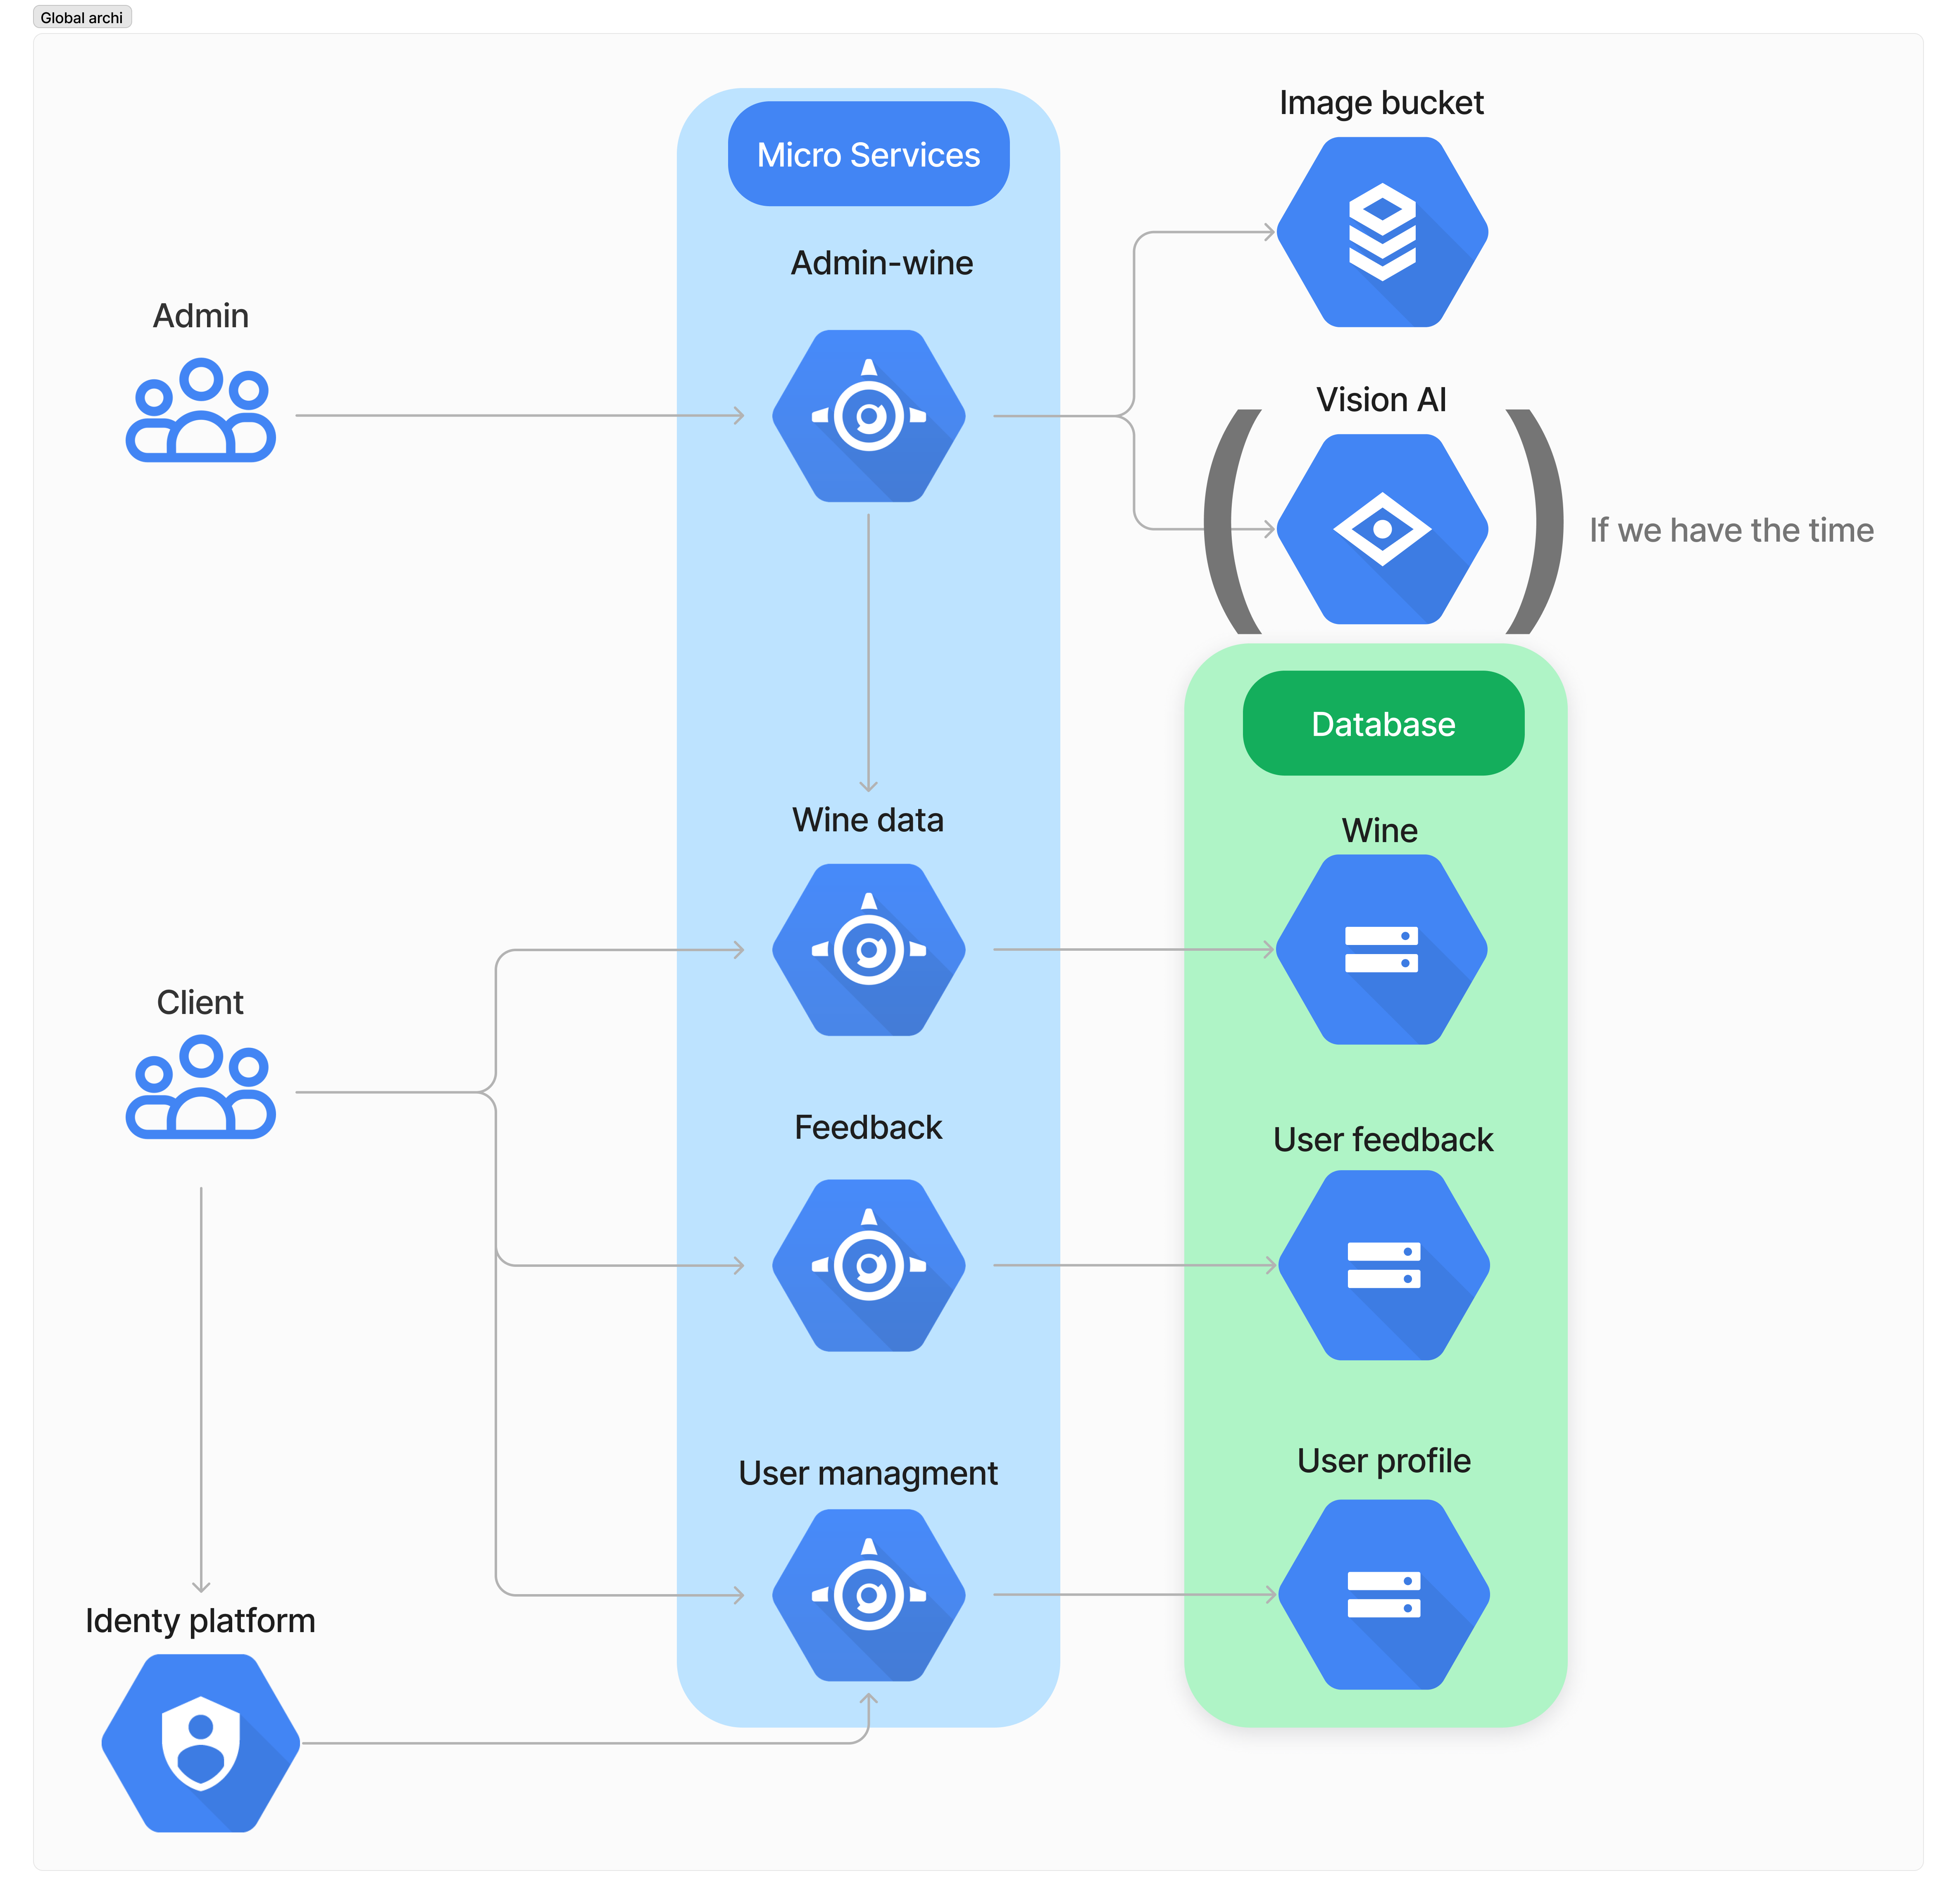 Global archi
Image bucket
Micro Services
Admin-wine
Admin
Vision AI
If we have the time
Database
Wine data
Wine
Client
Feedback
User feedback
User managment
User profile
Identy platform